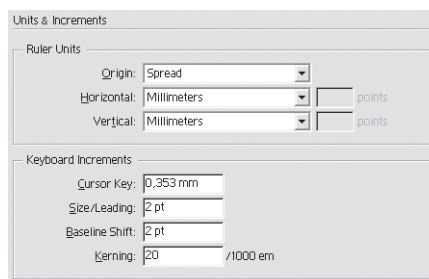 Units & Increments
Ruler Units
Origin: Spread
Horizontal: Millimeters points
Vertical: Millimeters points
Keyboard Increments
Cursor Key: 0,353 mm
Size/Leading: 2 pt
Baseline Shift: 2 pt
Kerning: 20 /1000 em